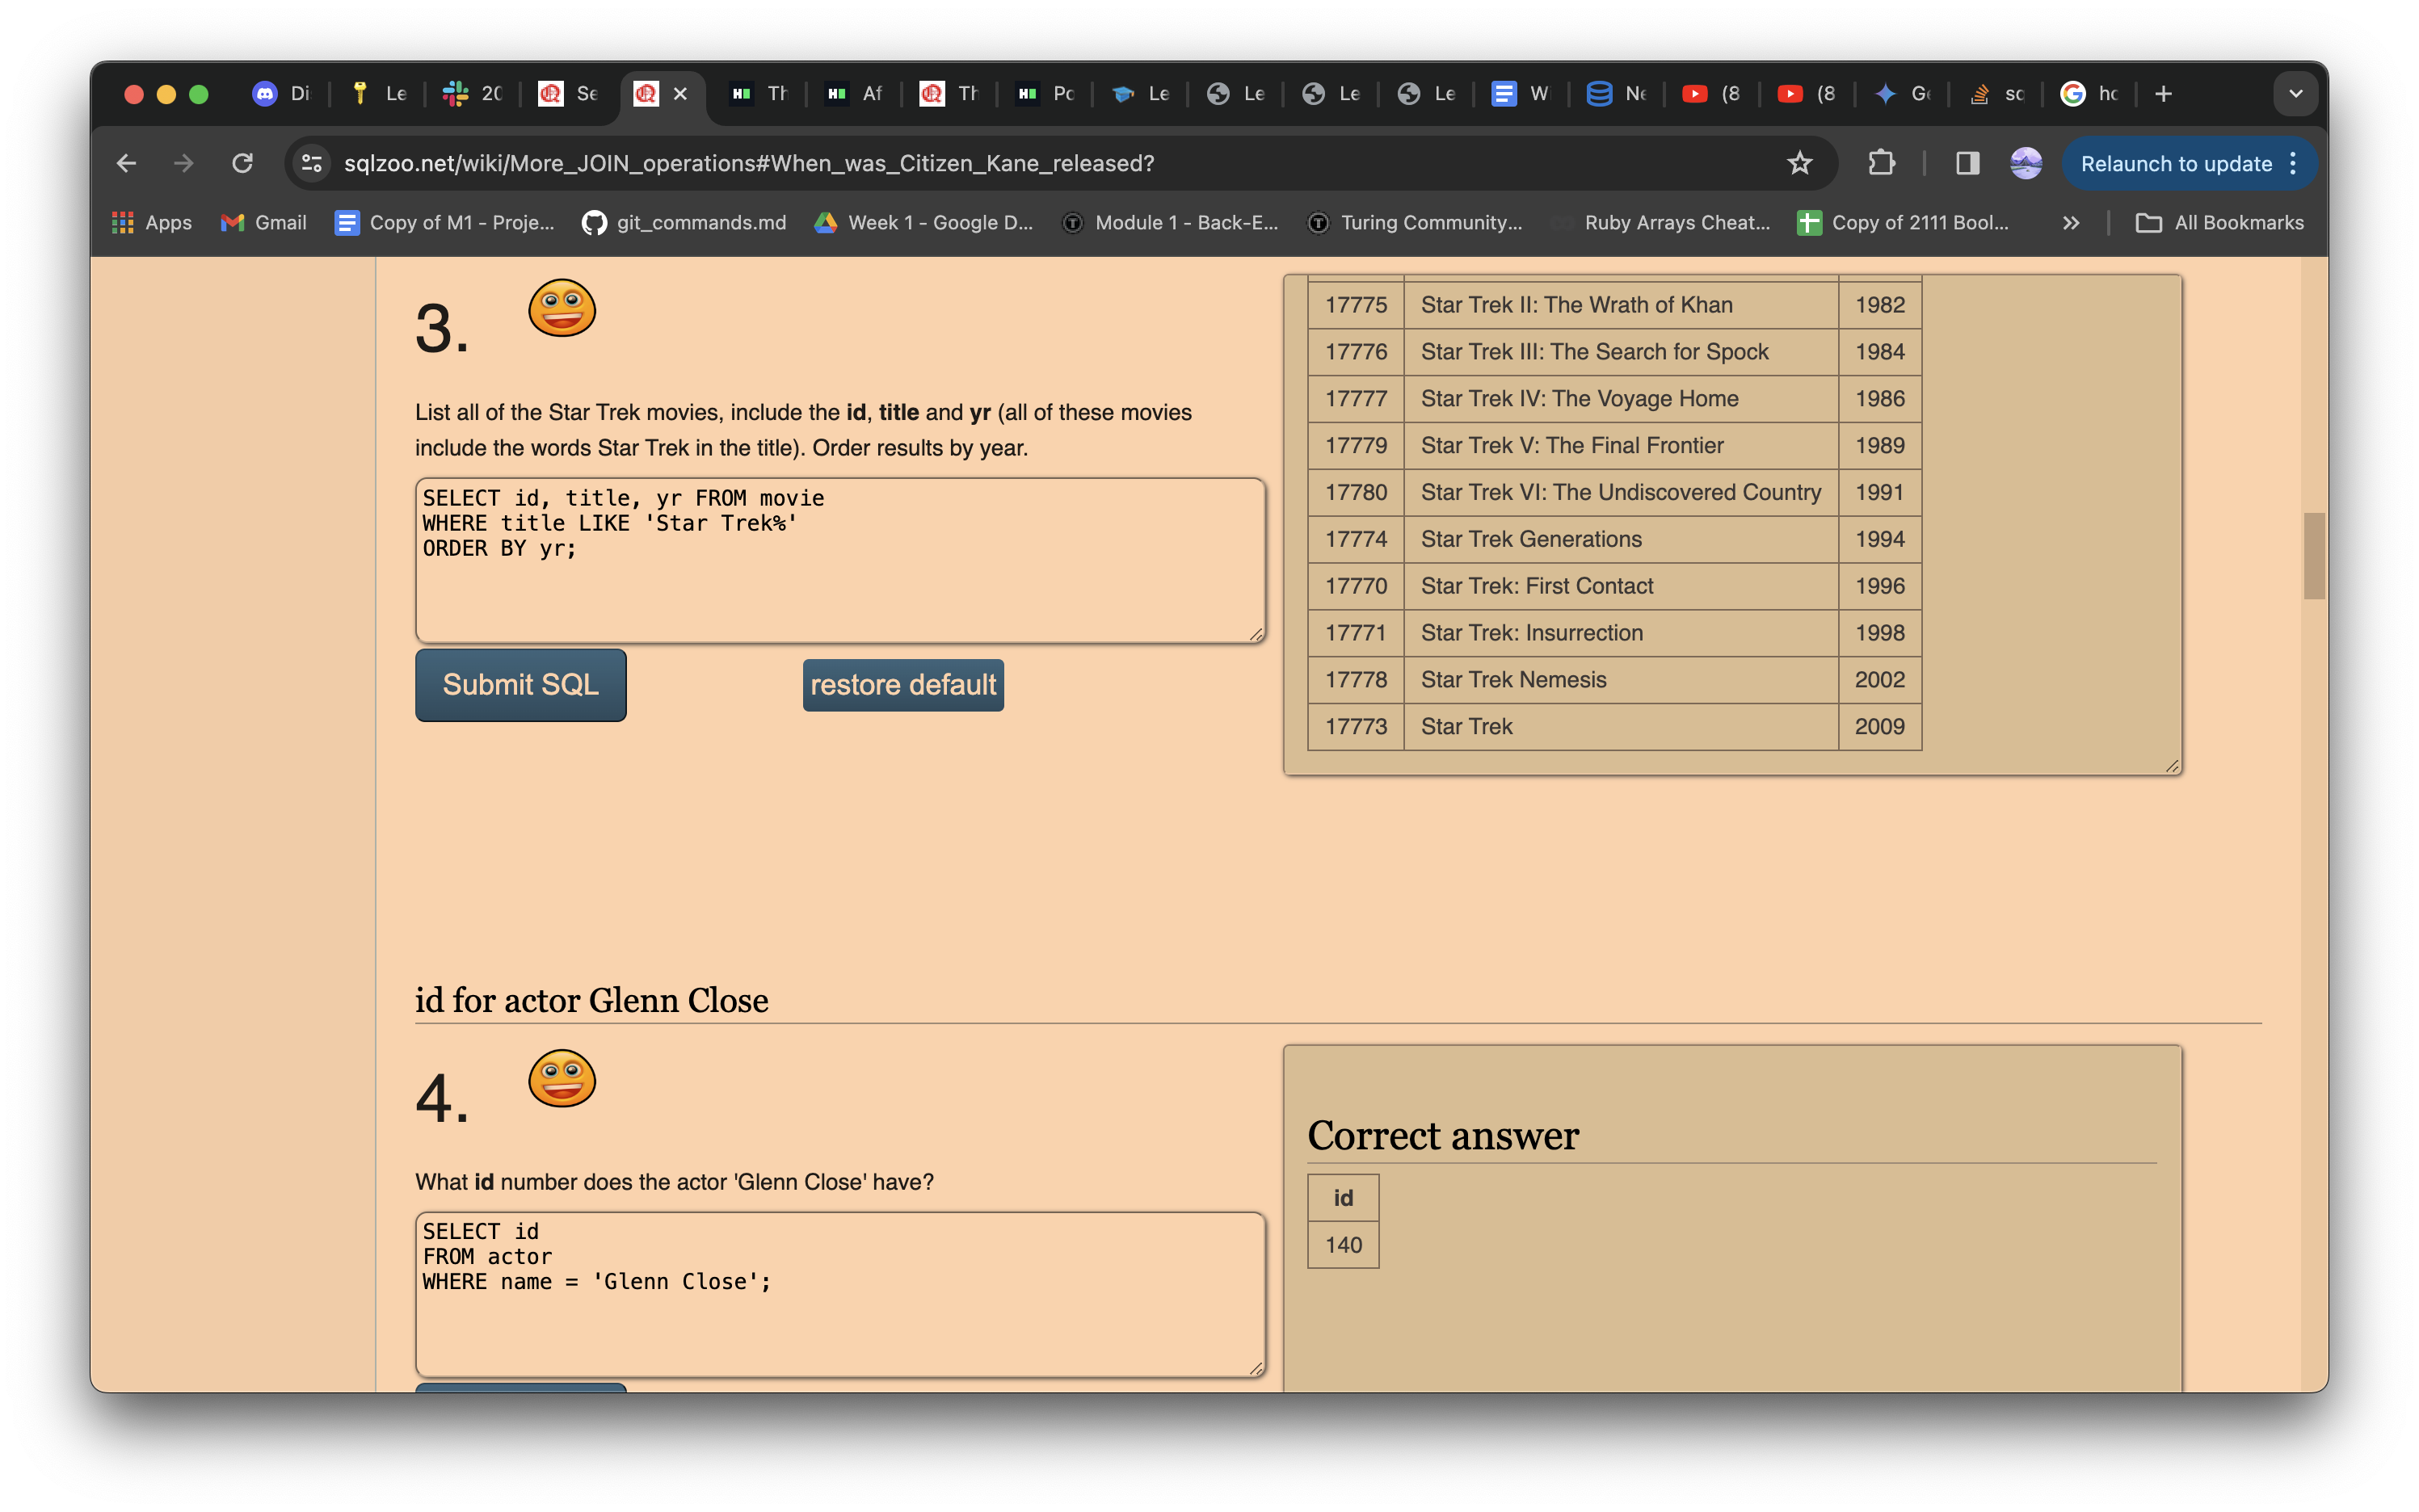 Di
Le
20
Se
Th
Af
Th
Po
Le
Le
Le
Le
W
Ne
(8
(8
Ge
so
ho
sqlzoo.net/wiki/More_JOIN_operations#When_was_Citizen_Kane_released?
Relaunch to update
Apps
Gmail
Copy of M1 - Proje...
git_commands.md
Week 1 - Google D...
Module 1 - Back-E...
Turing Community...
Ruby Arrays Cheat...
Copy of 2111 Bool...
All Bookmarks
3.
List all of the Star Trek movies, include the id, title and yr (all of these movies
include the words Star Trek in the title). Order results by year.
SELECT id, title, yr FROM movie
WHERE title LIKE 'Star Trek%'
ORDER BY yr;
Submit SQL
restore default
17775 Star Trek II: The Wrath of Khan 1982
17776 Star Trek III: The Search for Spock 1984
17777 Star Trek IV: The Voyage Home 1986
17779 Star Trek V: The Final Frontier 1989
17780 Star Trek VI: The Undiscovered Country 1991
17774 Star Trek Generations 1994
17770 Star Trek: First Contact 1996
17771 Star Trek: Insurrection 1998
17778 Star Trek Nemesis 2002
17773 Star Trek 2009
id for actor Glenn Close
4.
What id number does the actor 'Glenn Close' have?
SELECT id
FROM actor
WHERE name = 'Glenn Close';
Correct answer
id
140